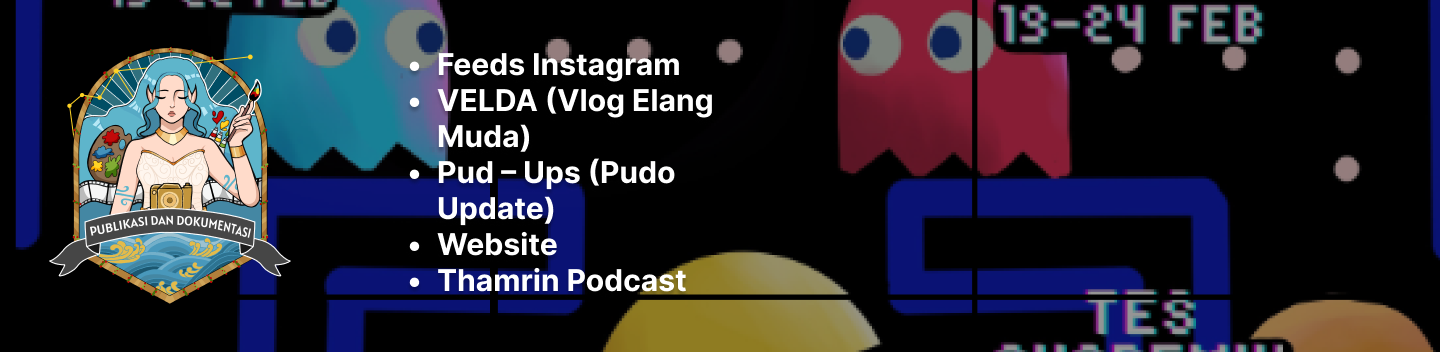 19-24 FEB
Feeds Instagram
VELDA (Vlog Elang
Muda)
Pud – Ups (Pudo
Update)
Website
Thamrin Podcast
PUBLIKASI DAN DOKUMENTASI
TES